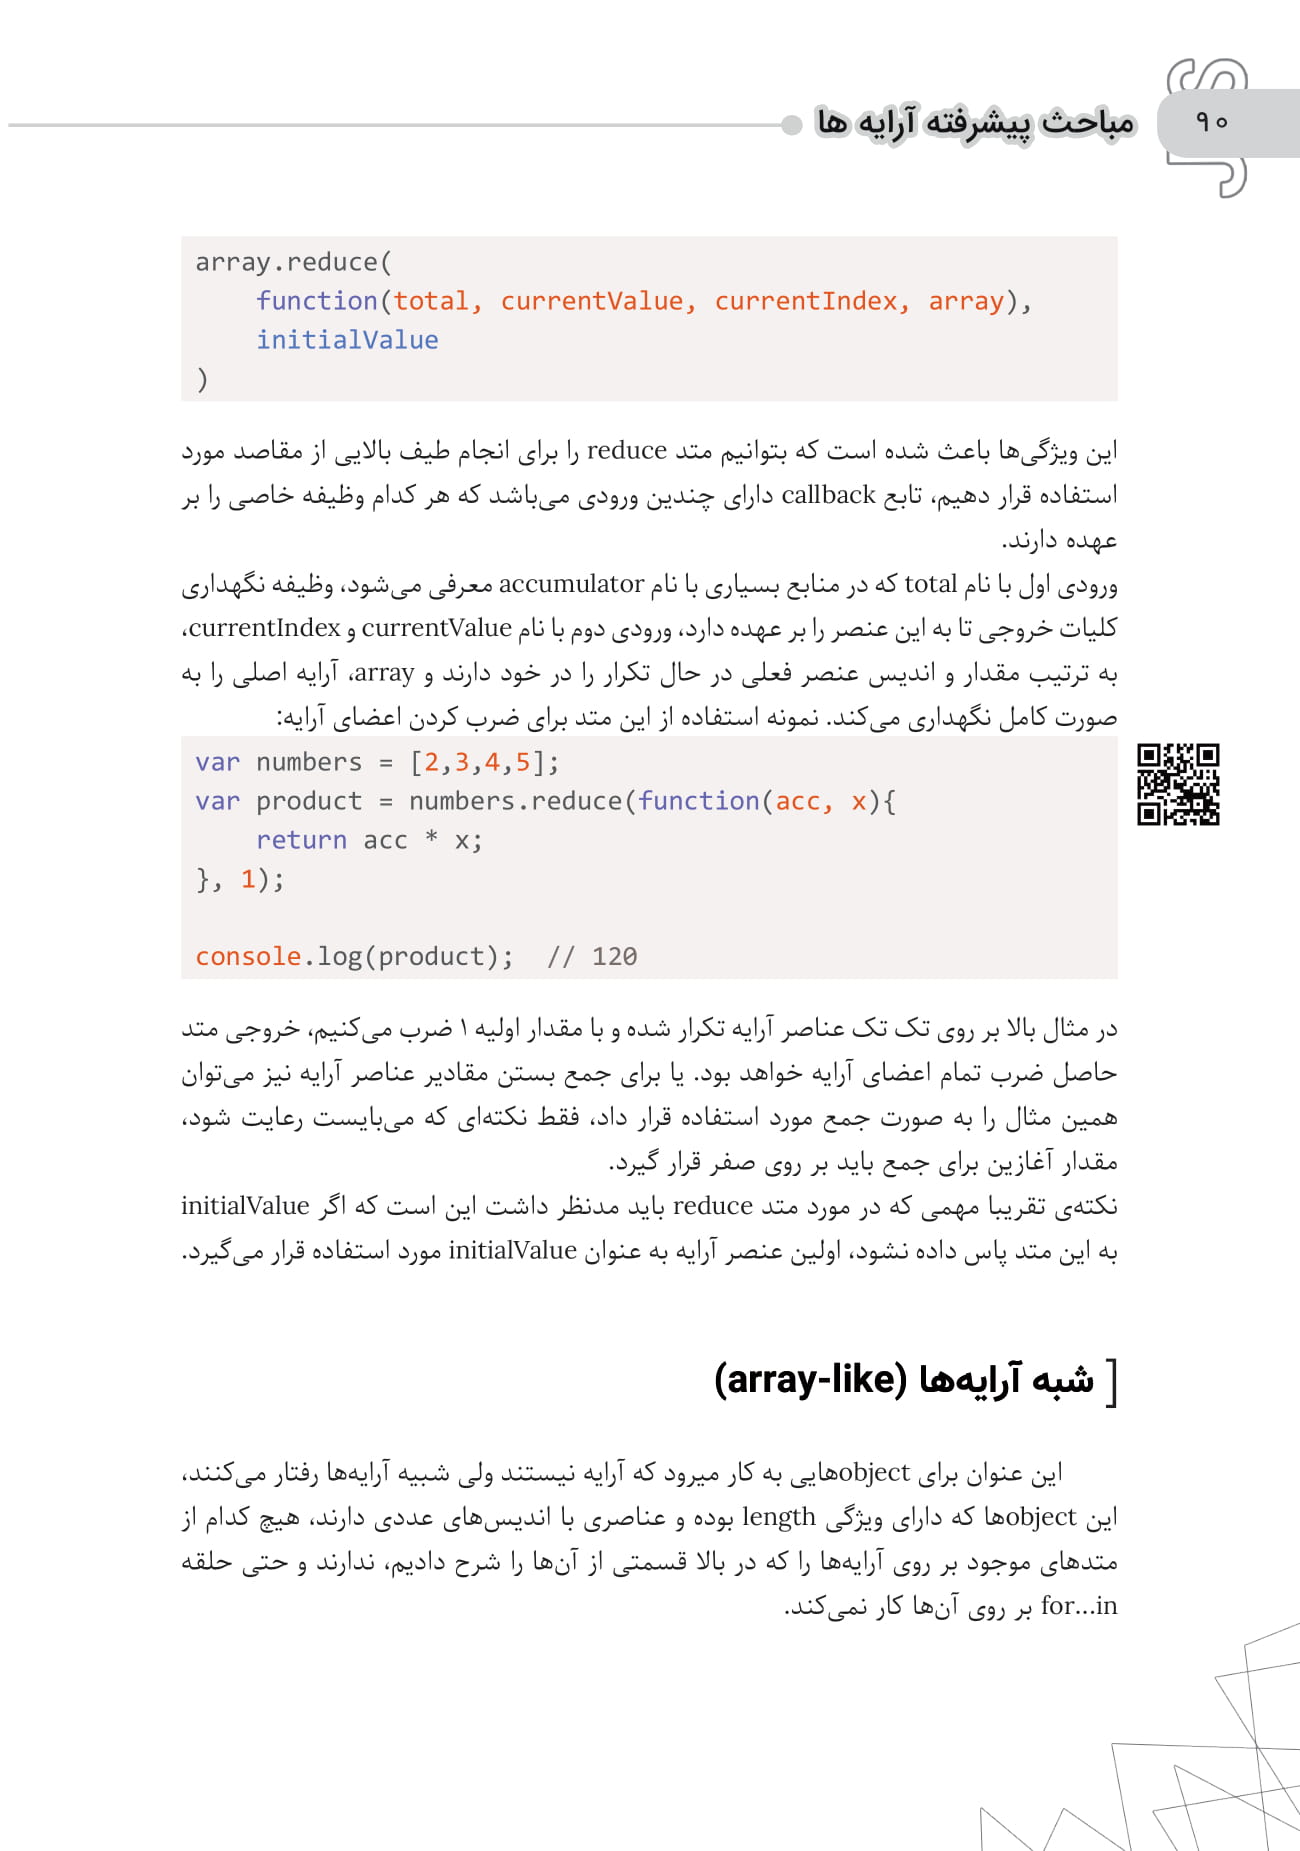 ۹۰
مباحث پیشرفته آرایه ها
array.reduce(
    function(total, currentValue, currentIndex, array),
    initialValue
)
این ویژگی‌ها باعث شده است که بتوانیم متد reduce را برای انجام طیف بالایی از مقاصد مورد
استفاده قرار دهیم، تابع callback دارای چندین ورودی می‌باشد که هر کدام وظیفه خاصی را بر
عهده دارند.
ورودی اول با نام total که در منابع بسیاری با نام accumulator معرفی می‌شود، وظیفه نگهداری
کلیات خروجی تا به این عنصر را بر عهده دارد، ورودی دوم با نام currentValue و currentIndex،
به ترتیب مقدار و اندیس عنصر فعلی در حال تکرار را در خود دارند و array، آرایه اصلی را به
صورت کامل نگهداری می‌کند. نمونه استفاده از این متد برای ضرب کردن اعضای آرایه:
var numbers = [2,3,4,5];
var product = numbers.reduce(function(acc, x){
    return acc * x;
}, 1);
console.log(product);  // 120
در مثال بالا بر روی تک تک عناصر آرایه تکرار شده و با مقدار اولیه ۱ ضرب می‌کنیم، خروجی متد
حاصل ضرب تمام اعضای آرایه خواهد بود. یا برای جمع بستن مقادیر عناصر آرایه نیز می‌توان
همین مثال را به صورت جمع مورد استفاده قرار داد، فقط نکته‌ای که می‌بایست رعایت شود،
مقدار آغازین برای جمع باید بر روی صفر قرار گیرد.
نکته‌ی تقریبا مهمی که در مورد متد reduce باید مدنظر داشت این است که اگر initialValue
به این متد پاس داده نشود، اولین عنصر آرایه به عنوان initialValue مورد استفاده قرار می‌گیرد.
[ شبه آرایه‌ها (array-like)
این عنوان برای objectهایی به کار میرود که آرایه نیستند ولی شبیه آرایه‌ها رفتار می‌کنند،
این objectها که دارای ویژگی length بوده و عناصری با اندیس‌های عددی دارند، هیچ کدام از
متدهای موجود بر روی آرایه‌ها را که در بالا قسمتی از آن‌ها را شرح دادیم، ندارند و حتی حلقه
for...in بر روی آن‌ها کار نمی‌کند.